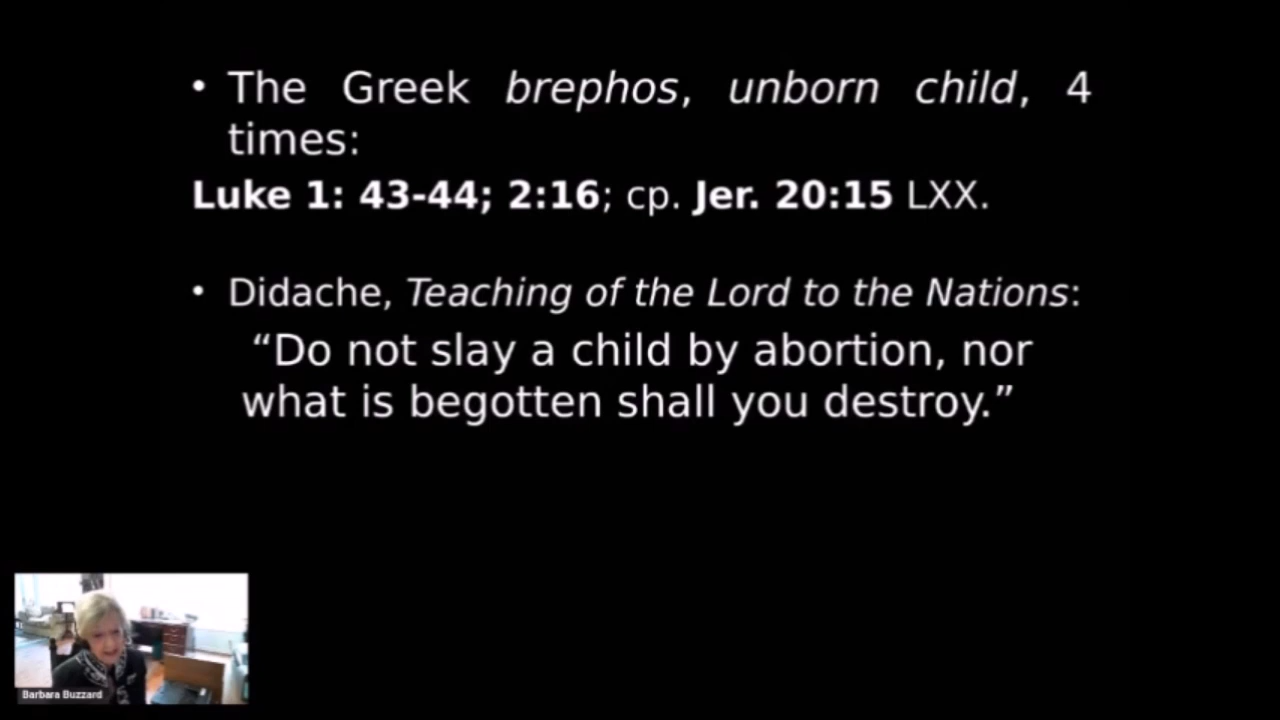 • The Greek brephos, unborn child, 4
times:
Luke 1: 43-44; 2:16; cp. Jer. 20:15 LXX.
• Didache, Teaching of the Lord to the Nations:
“Do not slay a child by abortion, nor
what is begotten shall you destroy.”
Barbara Buzzard